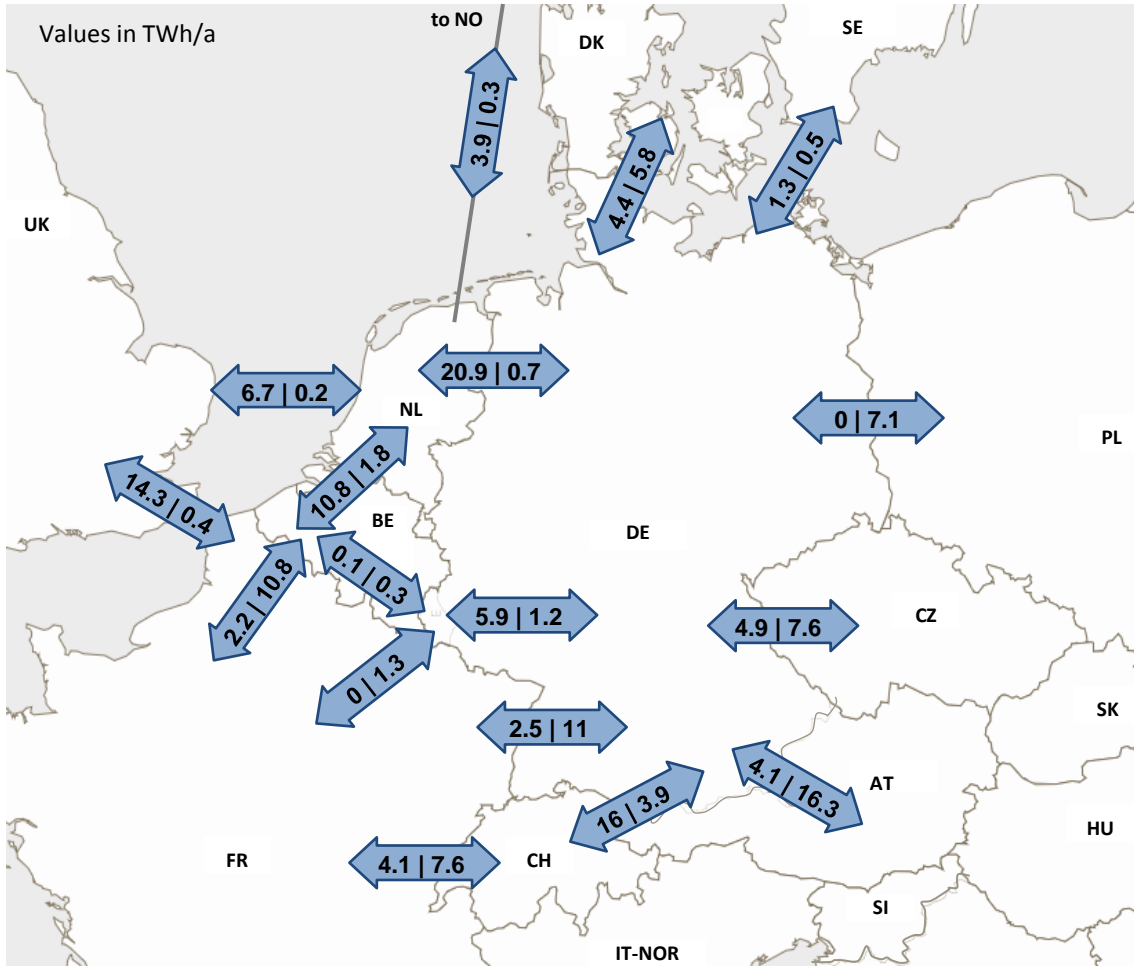 to NO
Values in TWh/a
SE
DK
3.9 | 0.3
4.4 | 5.8
1.3 | 0.5
UK
20.9 | 0.7
6.7 | 0.2
NL
0 | 7.1
PL
10.8 | 1.8
14.3 | 0.4
BE
DE
0.1 | 0.3
2.2 | 10.8
5.9 | 1.2
4.9 | 7.6
CZ
0 | 1.3
SK
2.5 | 11
4.1 | 16.3
AT
16 | 3.9
HU
FR
4.1 | 7.6
CH
SI
IT-NOR